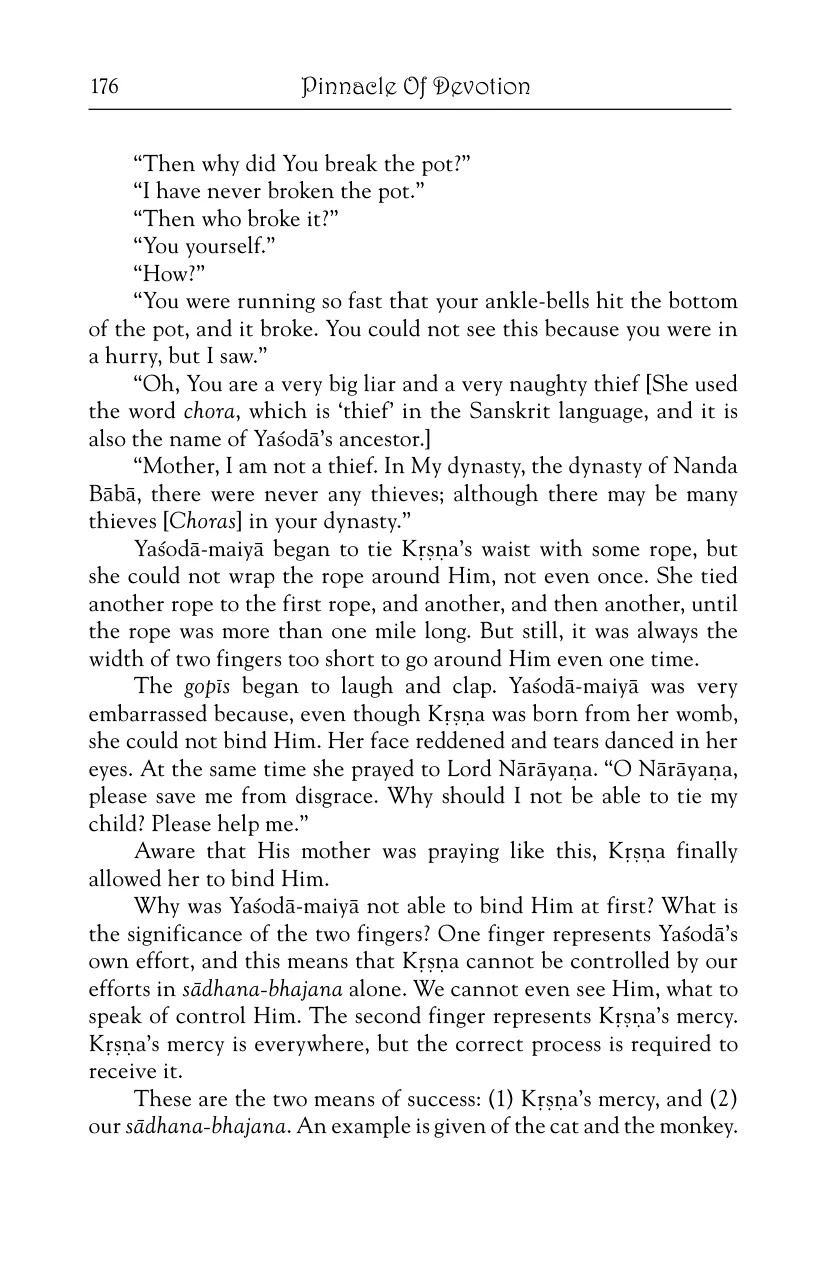 176 Pinnacle Of Devotion
“Then why did You break the pot?”
“I have never broken the pot.”
“Then who broke it?”
“You yourself.”
“How?”
“You were running so fast that your ankle-bells hit the bottom
of the pot, and it broke. You could not see this because you were in
a hurry, but I saw.”
“Oh, You are a very big liar and a very naughty thief [She used
the word chora, which is ‘thief’ in the Sanskrit language, and it is
also the name of Yaśodā’s ancestor.]
“Mother, I am not a thief. In My dynasty, the dynasty of Nanda
Bābā, there were never any thieves; although there may be many
thieves [Choras] in your dynasty.”
Yaśodā-maiyā began to tie Kṛṣṇa’s waist with some rope, but
she could not wrap the rope around Him, not even once. She tied
another rope to the first rope, and another, and then another, until
the rope was more than one mile long. But still, it was always the
width of two fingers too short to go around Him even one time.
The gopīs began to laugh and clap. Yaśodā-maiyā was very
embarrassed because, even though Kṛṣṇa was born from her womb,
she could not bind Him. Her face reddened and tears danced in her
eyes. At the same time she prayed to Lord Nārāyaṇa. “O Nārāyaṇa,
please save me from disgrace. Why should I not be able to tie my
child? Please help me.”
Aware that His mother was praying like this, Kṛṣṇa finally
allowed her to bind Him.
Why was Yaśodā-maiyā not able to bind Him at first? What is
the significance of the two fingers? One finger represents Yaśodā’s
own effort, and this means that Kṛṣṇa cannot be controlled by our
efforts in sādhana-bhajana alone. We cannot even see Him, what to
speak of control Him. The second finger represents Kṛṣṇa’s mercy.
Kṛṣṇa’s mercy is everywhere, but the correct process is required to
receive it.
These are the two means of success: (1) Kṛṣṇa’s mercy, and (2)
our sādhana-bhajana. An example is given of the cat and the monkey.